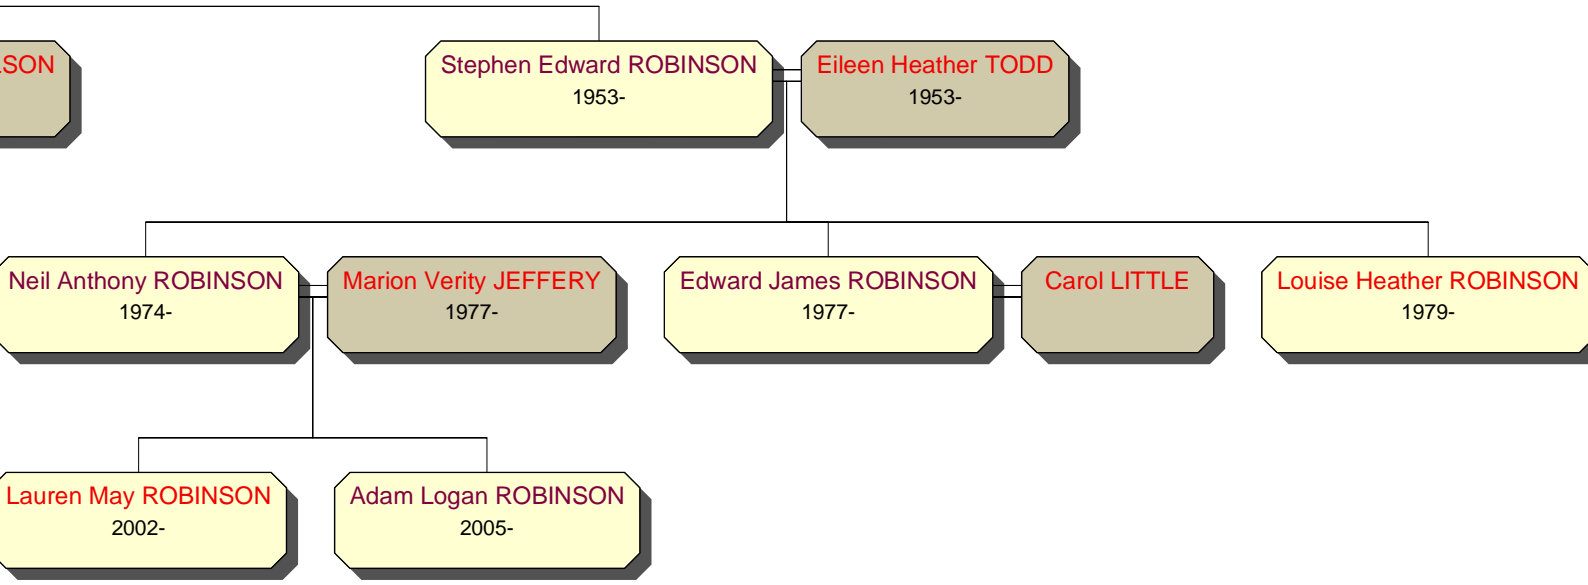 Stephen Edward ROBINSON
1953-
Eileen Heather TODD
1953-
Neil Anthony ROBINSON
1974-
Marion Verity JEFFERY
1977-
Edward James ROBINSON
1977-
Carol LITTLE
Louise Heather ROBINSON
1979-
Lauren May ROBINSON
2002-
Adam Logan ROBINSON
2005-